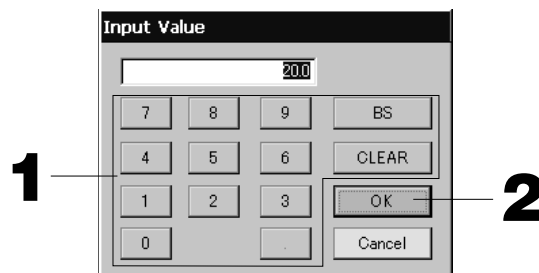 Input Value
20.0
7 8 9 BS
4 5 6 CLEAR
1 2 3 OK
0 . Cancel
1
2